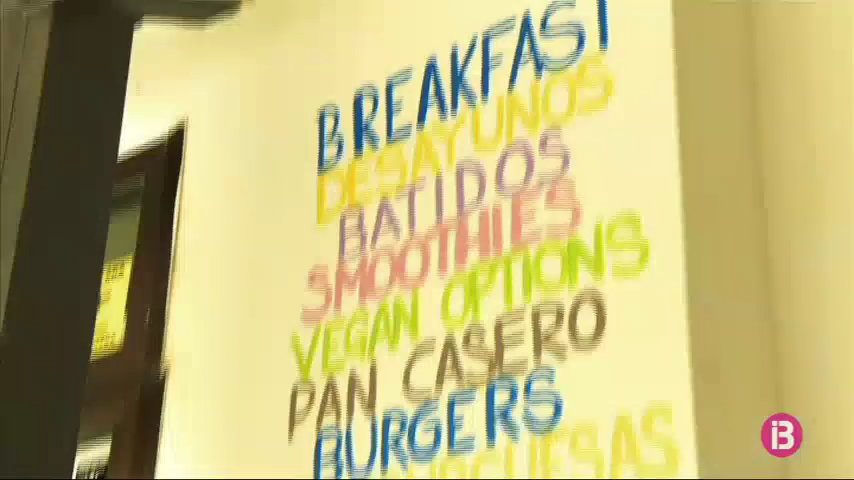 BREAKFAST
DESAYUNOS
BATIDOS
SMOOTHIES
VEGAN OPTIONS
PAN CASERO
BURGERS